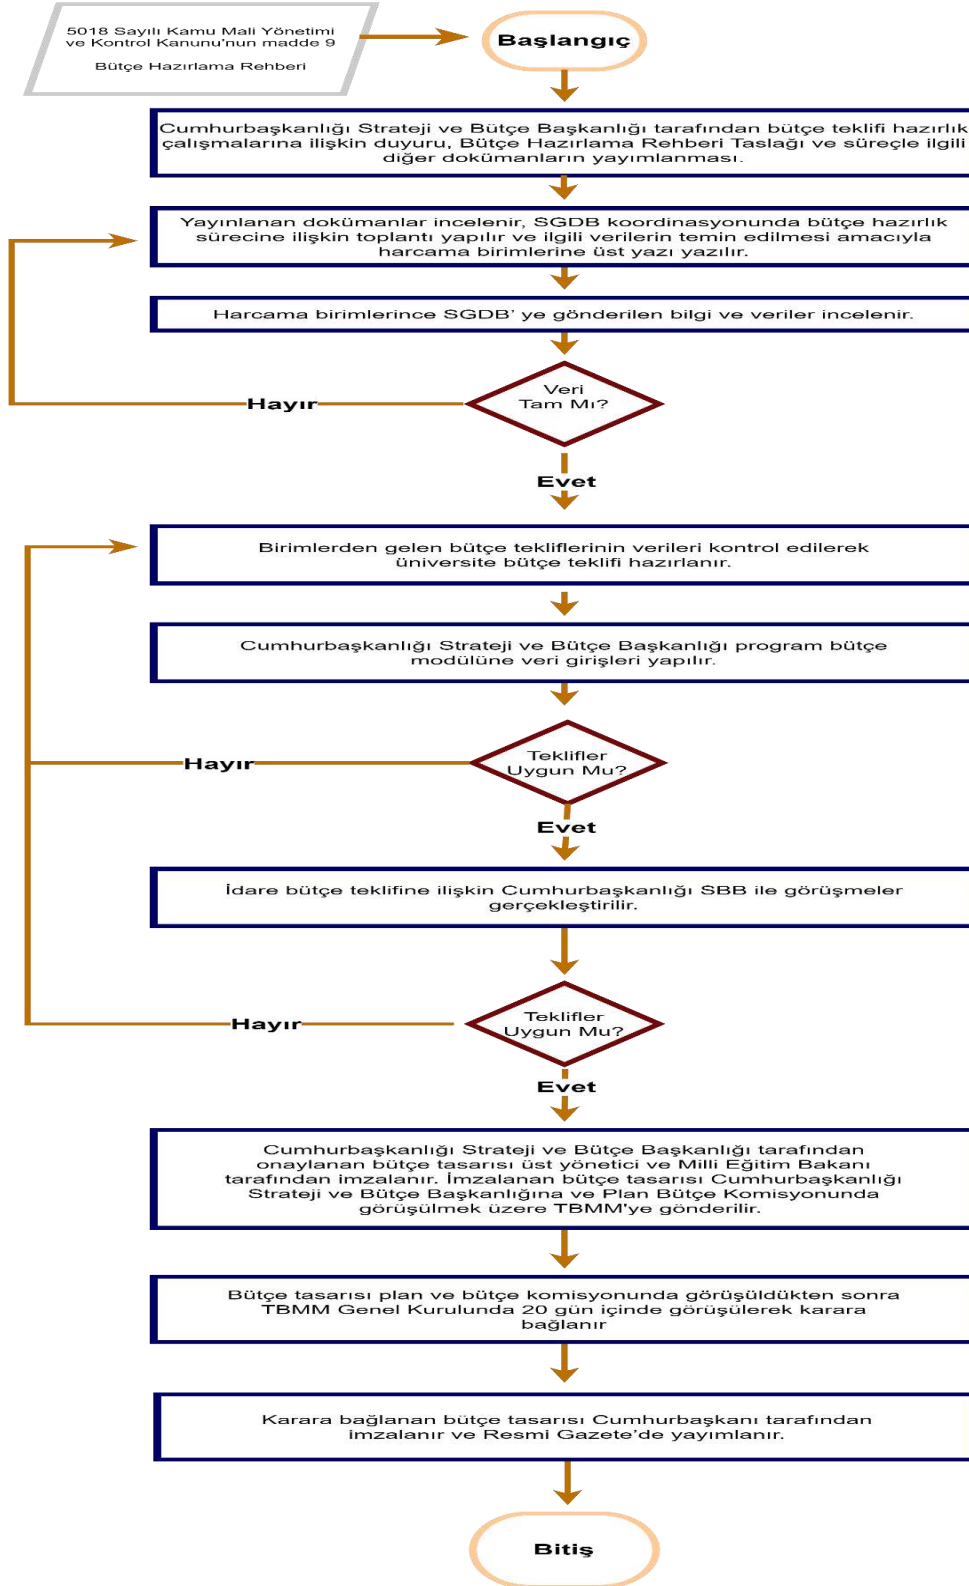 5018 Sayılı Kamu Mali Yönetimi
ve Kontrol Kanunu'nun madde 9
Bütçe Hazırlama Rehberi
Başlangıç
Cumhurbaşkanlığı Strateji ve Bütçe Başkanlığı tarafından bütçe teklifi hazırlık
çalışmalarına ilişkin duyuru, Bütçe Hazırlama Rehberi Taslağı ve süreçle ilgili
diğer dokümanların yayımlanması.
Yayınlanan dokümanlar incelenir, SGDB koordinasyonunda bütçe hazırlık
sürecine ilişkin toplantı yapılır ve ilgili verilerin temin edilmesi amacıyla
harcama birimlerine üst yazı yazılır.
Harcama birimlerince SGDB' ye gönderilen bilgi ve veriler incelenir.
Veri
Tam Mı?
Hayır
Evet
Birimlerden gelen bütçe tekliflerinin verileri kontrol edilerek
üniversite bütçe teklifi hazırlanır.
Cumhurbaşkanlığı Strateji ve Bütçe Başkanlığı program bütçe
modülüne veri girişleri yapılır.
Teklifler
Uygun Mu?
Hayır
Evet
İdare bütçe teklifine ilişkin Cumhurbaşkanlığı SBB ile görüşmeler
gerçekleştirilir.
Teklifler
Uygun Mu?
Hayır
Evet
Cumhurbaşkanlığı Strateji ve Bütçe Başkanlığı tarafından
onaylanan bütçe tasarısı üst yönetici ve Milli Eğitim Bakanı
tarafından imzalanır. İmzalanan bütçe tasarısı Cumhurbaşkanlığı
Strateji ve Bütçe Başkanlığına ve Plan Bütçe Komisyonunda
görüşülmek üzere TBMM'ye gönderilir.
Bütçe tasarısı plan ve bütçe komisyonunda görüşüldükten sonra
TBMM Genel Kurulunda 20 gün içinde görüşülerek karara
bağlanır
Karara bağlanan bütçe tasarısı Cumhurbaşkanı tarafından
imzalanır ve Resmi Gazete'de yayımlanır.
Bitiş